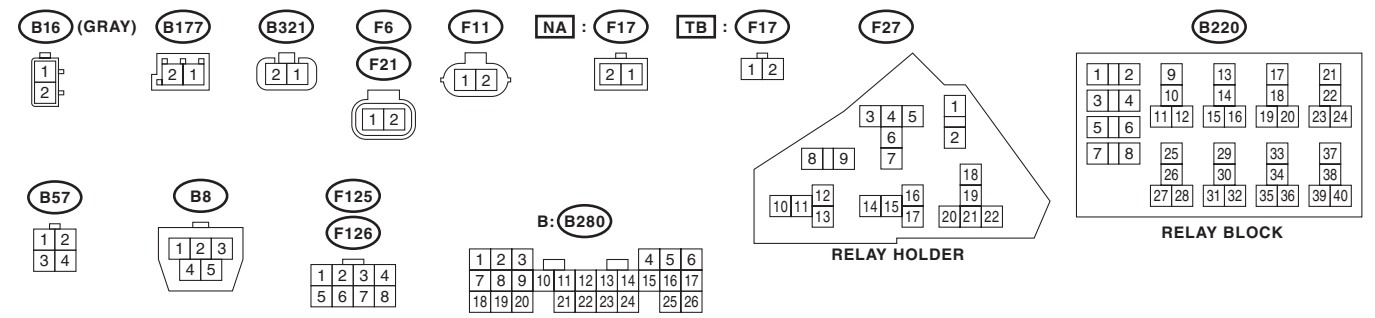 B16 (GRAY) B177 B321 F6 F11 NA : F17 TB : F17 F27 B220
F21
1
2
2 1
2 1
1 2
1 2
2 1
1 2
1
2
3 4 5
6
7
8 9
10 11 12
13
14 15 16
17
18
19
20 21 22
RELAY HOLDER
1 2 9 13 17 21
3 4 10 14 18 22
11 12 15 16 19 20 23 24
5 6
7 8 25 29 33 37
26 30 34 38
27 28 31 32 35 36 39 40
RELAY BLOCK
B57 B8 F125 B: B280
F126
1 2
3 4
1 2 3
4 5
1 2 3 4
5 6 7 8
1 2 3 4 5 6
7 8 9 10 11 12 13 14 15 16 17
18 19 20 21 22 23 24 25 26